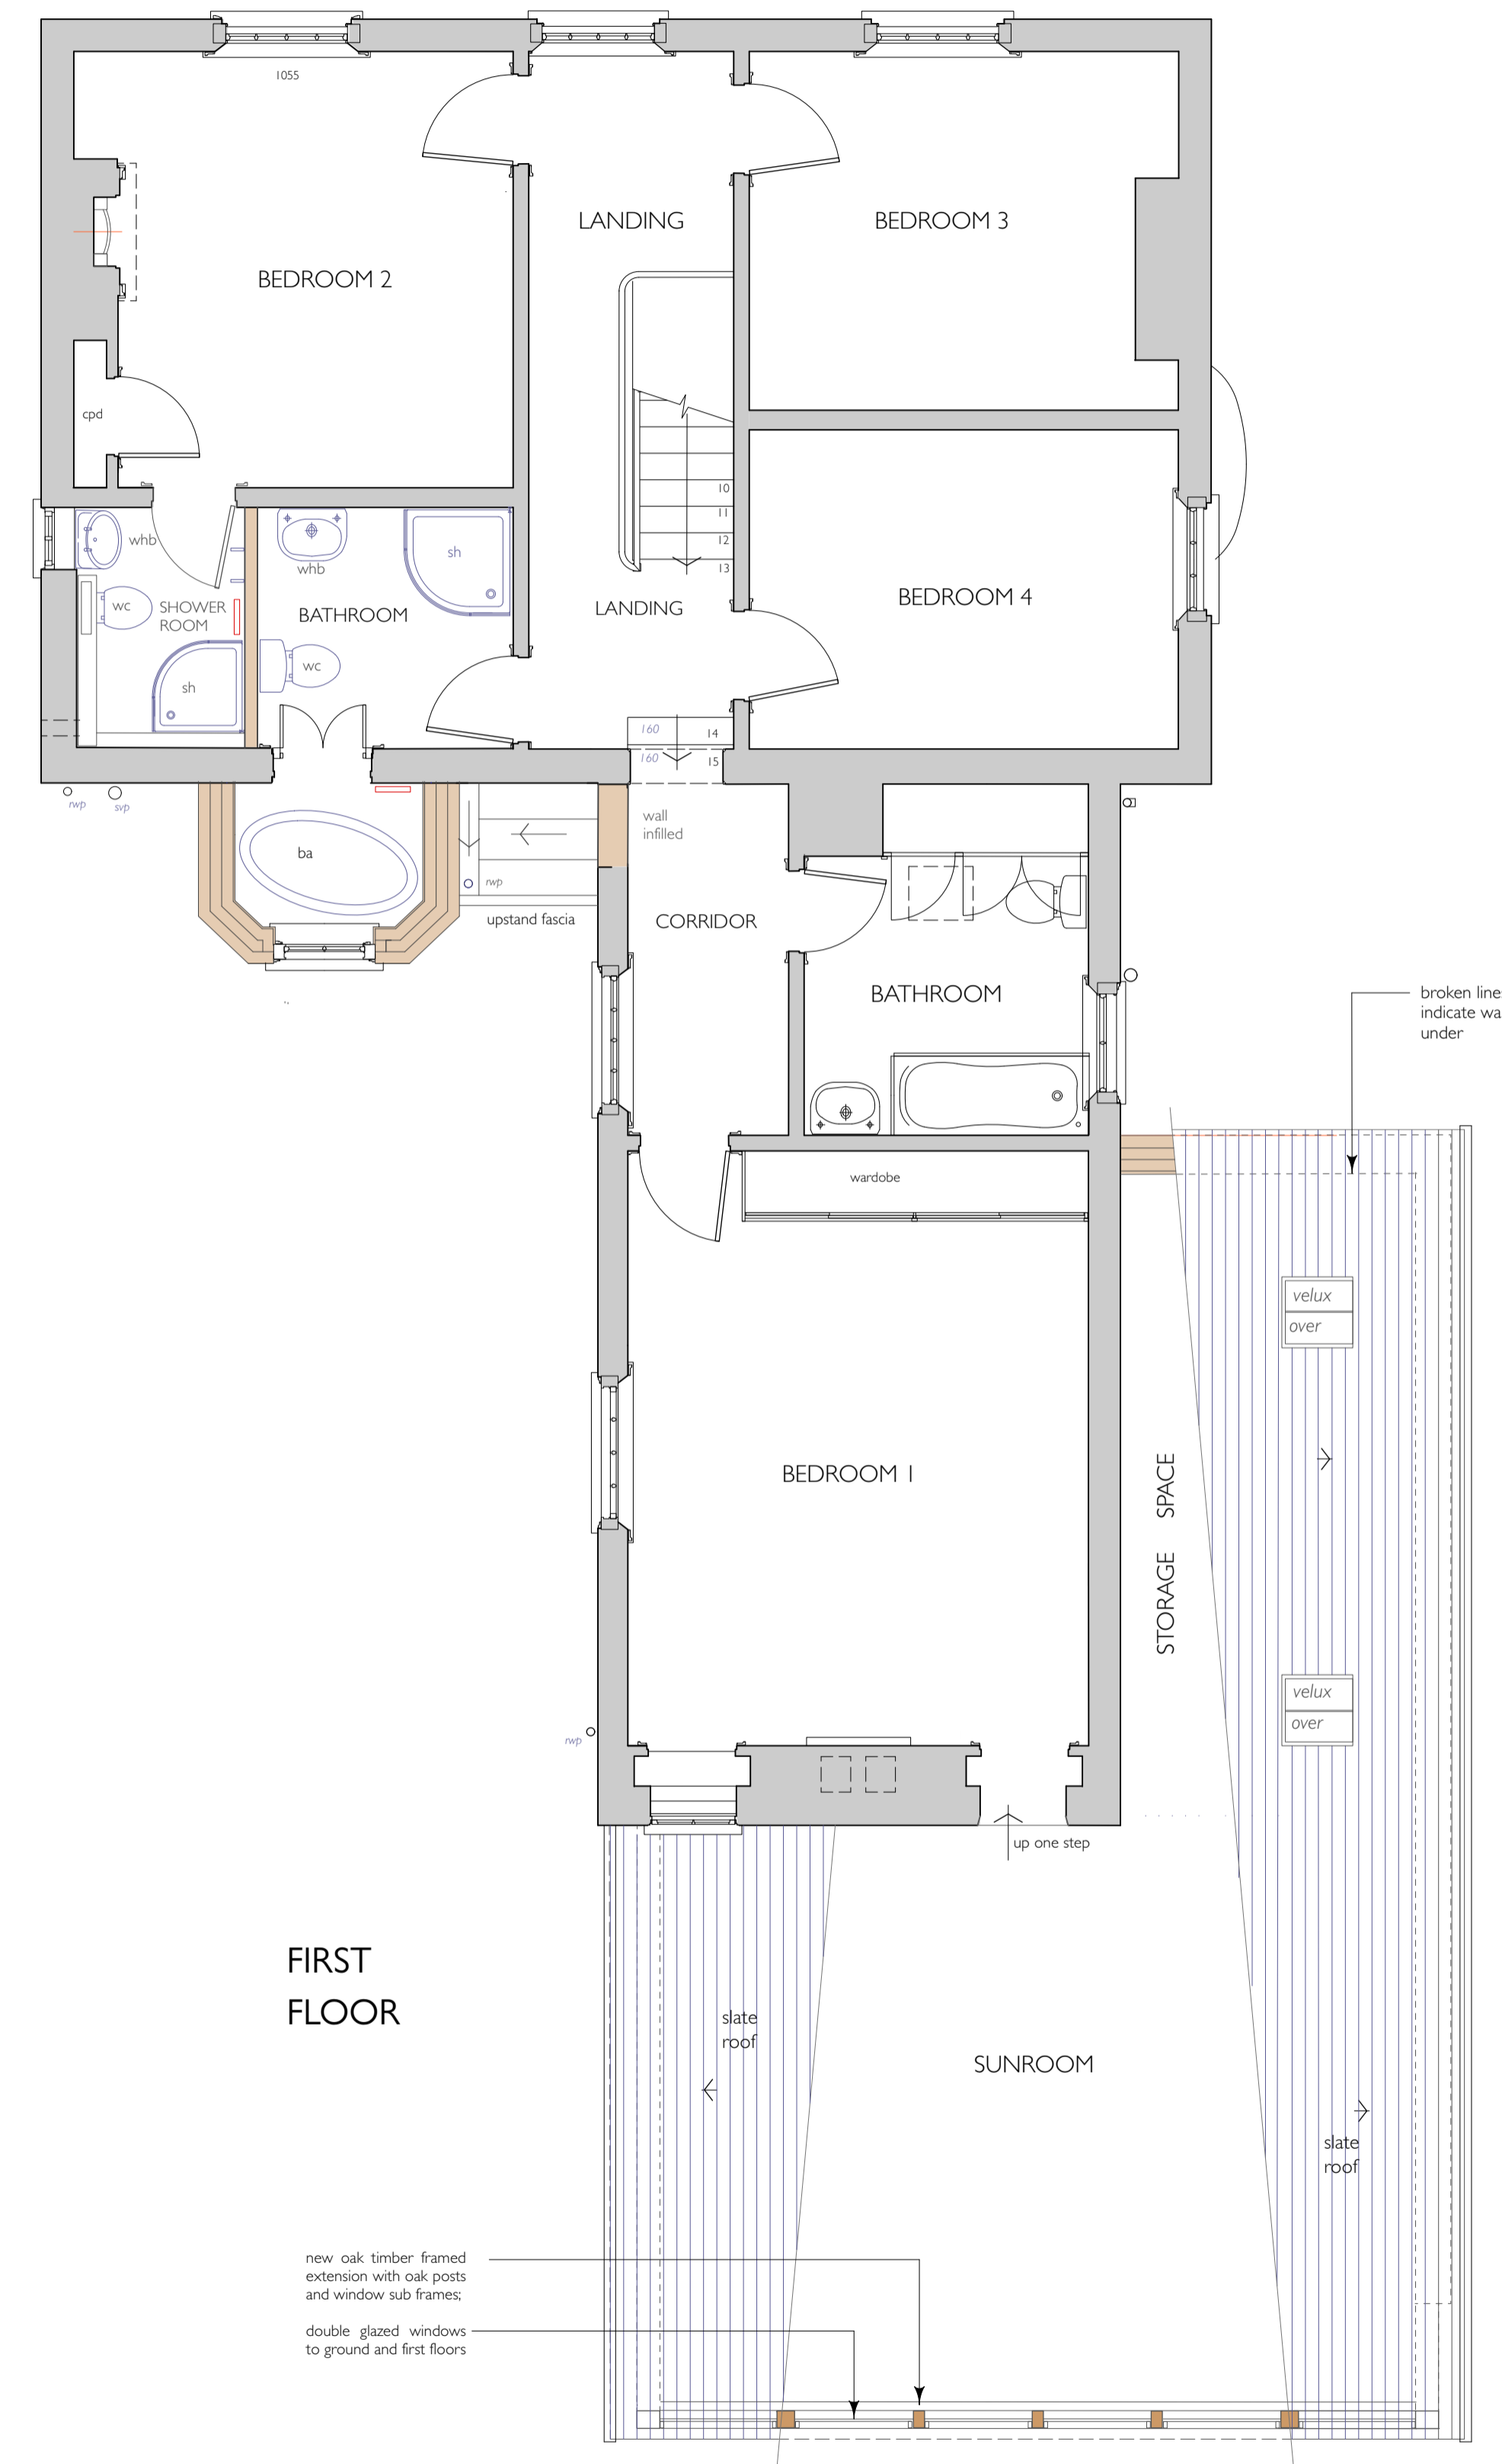 1055
LANDING
BEDROOM 3
BEDROOM 2
cpd
10
11
12
13
whb
whb
sh
wc
SHOWER
ROOM
BATHROOM
LANDING
BEDROOM 4
wc
sh
160
14
160
15
rwp
svp
wall
infilled
ba
rwp
upstand fascia
CORRIDOR
BATHROOM
broken line
indicate wa
under
wardobe
velux
over
BEDROOM 1
STORAGE SPACE
velux
over
rwp
up one step
FIRST
FLOOR
slate
roof
SUNROOM
slate
roof
new oak timber framed
extension with oak posts
and window sub frames;
double glazed windows
to ground and first floors